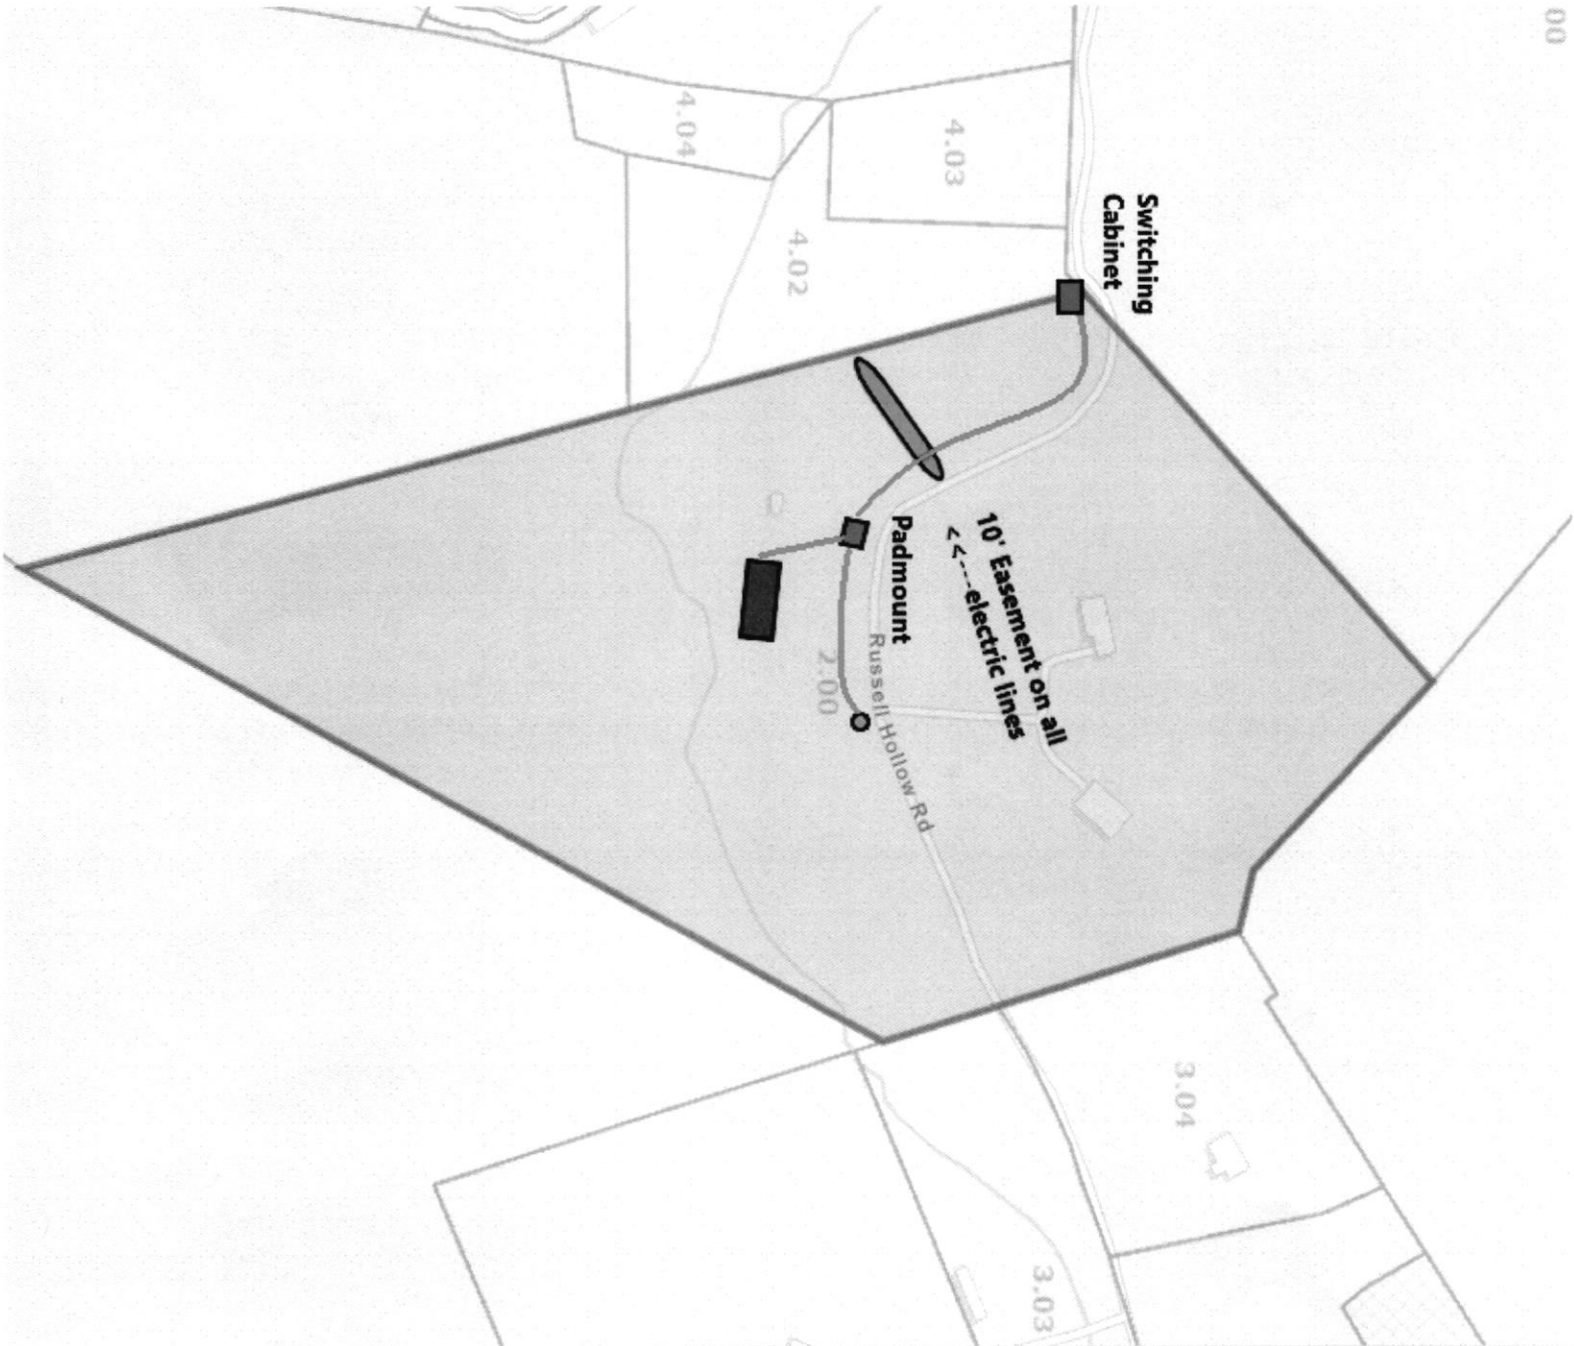 00
4.04
4.03
4.02
Switching
Cabinet
10' Easement on all
<<----electric lines
Padmount
2.00
Russell Hollow Rd
3.04
3.03